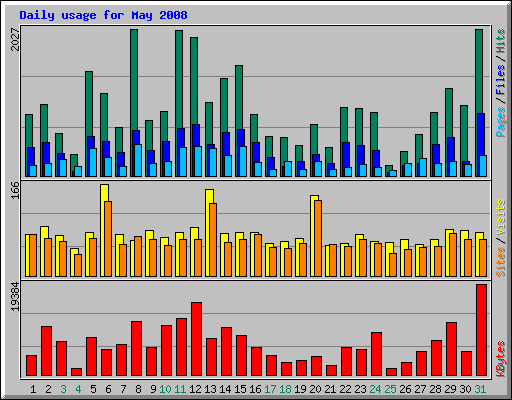 Daily usage for May 2008
2027
Pages / Files / Hits
166
Sites / Visits
19384
KBytes
1 2 3 4 5 6 7 8 9 10 11 12 13 14 15 16 17 18 19 20 21 22 23 24 25 26 27 28 29 30 31